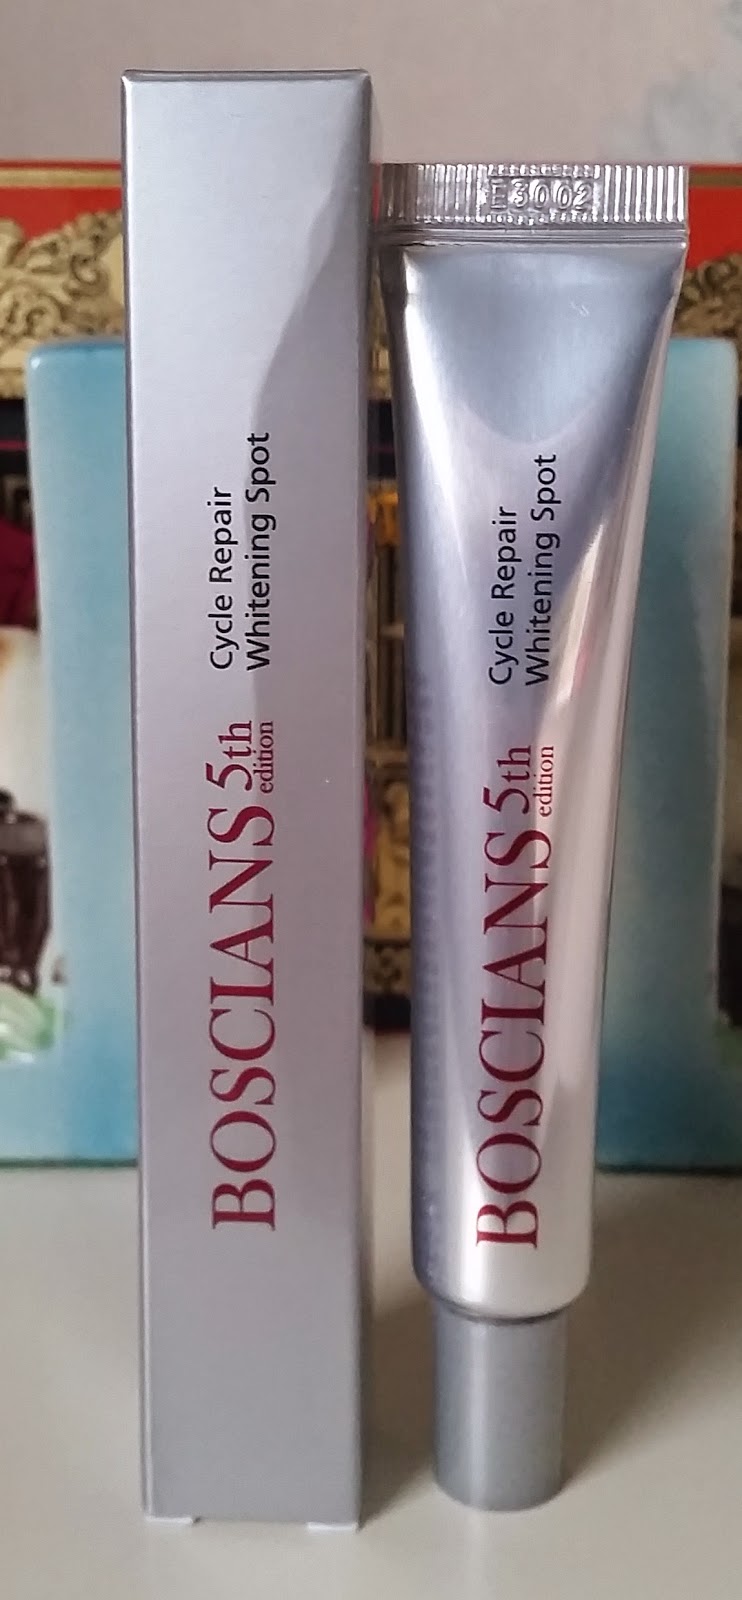 BOSCIANS 5th
edition
Cycle Repair
Whitening Spot
3002
BOSCIANS 5th
edition
Cycle Repair
Whitening Spot